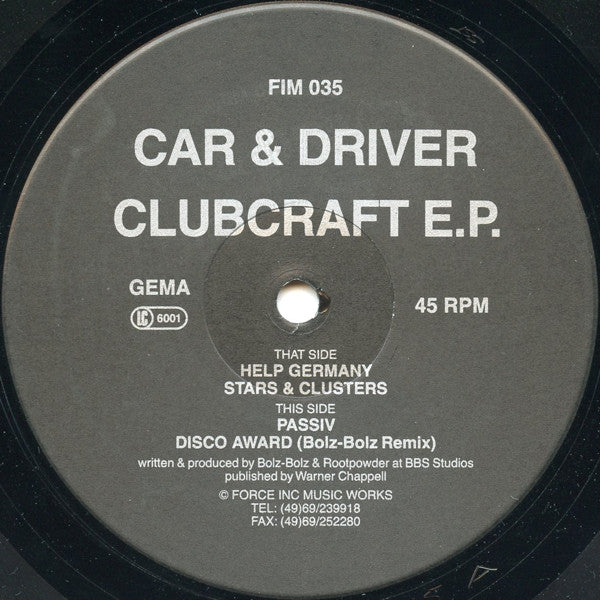 FIM 035
CAR & DRIVER
CLUBCRAFT E.P.
GEMA
LC 6001
45 RPM
THAT SIDE
HELP GERMANY
STARS & CLUSTERS
THIS SIDE
PASSIV
DISCO AWARD (Bolz-Bolz Remix)
written & produced by Bolz-Bolz & Rootpowder at BBS Studios
published by Warner Chappell
© FORCE INC MUSIC WORKS
TEL: (49)69/239918
FAX: (49)69/252280